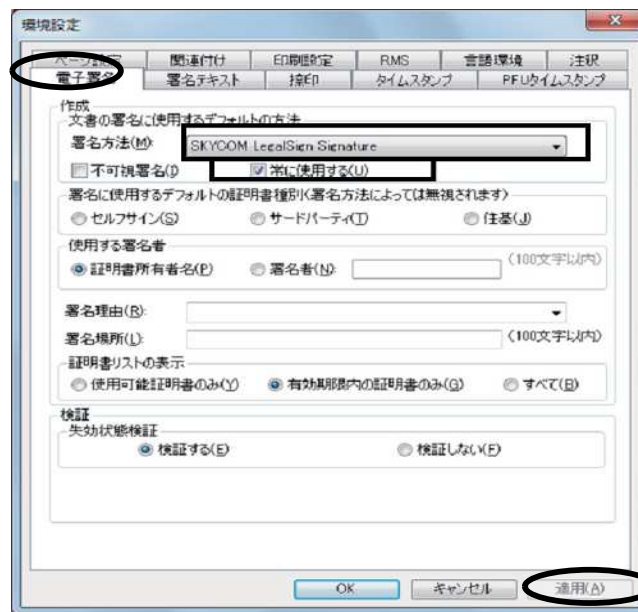 環境設定
ページ設定 関連付け 印刷設定 RMS 言語環境 注釈
電子署名 署名テキスト 捺印 タイムスタンプ PFUタイムスタンプ
作成
文書の署名に使用するデフォルトの方法
署名方法(M): SKYCOM LegalSign Signature
不可視署名(I) 常に使用する(U)
署名に使用するデフォルトの証明書種別(署名方法によっては無視されます)
セルフサイン(S) サードパーティ(T) 住基(J)
使用する署名者
証明書所有者名(P) 署名者(N): (100文字以内)
署名理由(R):
署名場所(L): (100文字以内)
証明書リストの表示
使用可能証明書のみ(Y) 有効期限内の証明書のみ(G) すべて(B)
検証
失効状態検証
検証する(E) 検証しない(F)
OK キャンセル 適用(A)